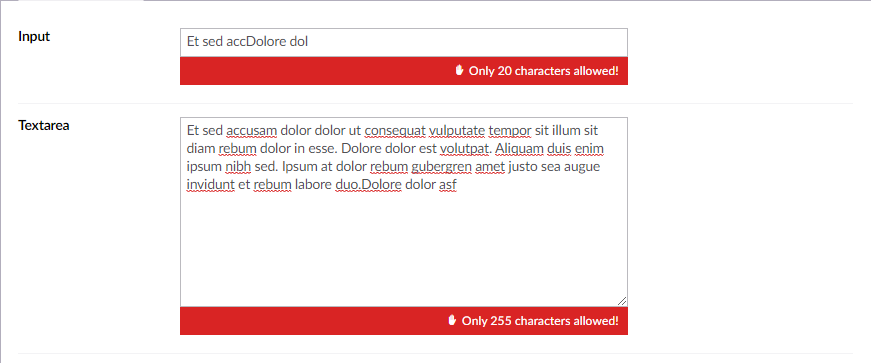 Input
Et sed accDolore dol
Only 20 characters allowed!
Textarea
Et sed accusam dolor dolor ut consequat vulputate tempor sit illum sit
diam rebum dolor in esse. Dolore dolor est volutpat. Aliquam duis enim
ipsum nibh sed. Ipsum at dolor rebum gubergren amet justo sea augue
invidunt et rebum labore duo.Dolore dolor asf
Only 255 characters allowed!